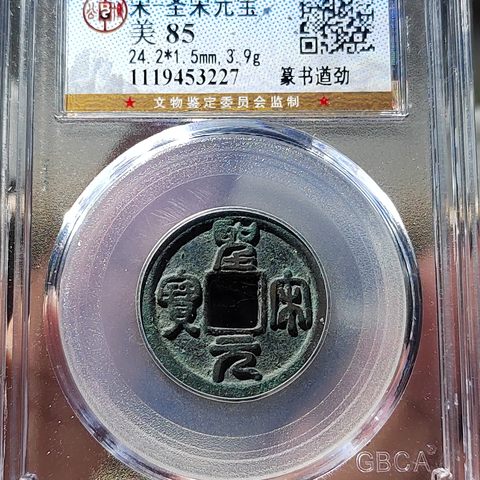 宋·圣宋元宝
美 85
24.2*1.5mm,3.9g
1119453227 篆书遒劲
★ 文物鉴定委员会监制 ★
聖宋元寳
GBCA